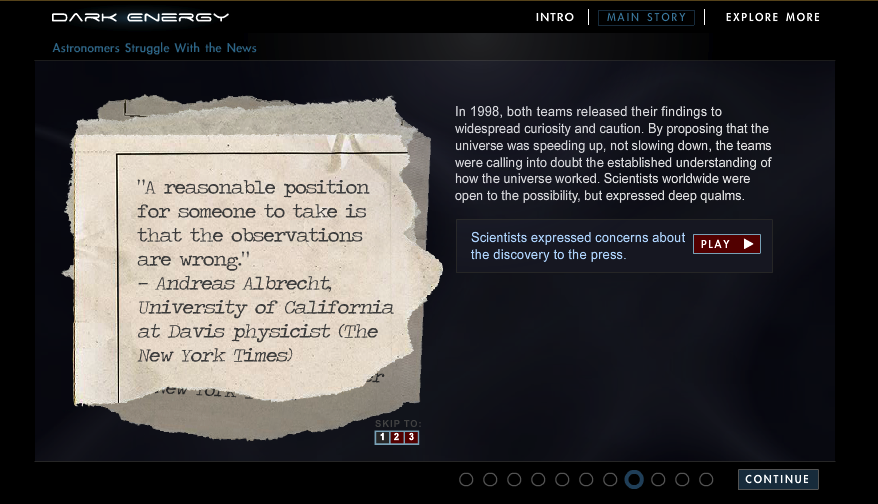 DARK ENERGY
INTRO
MAIN STORY
EXPLORE MORE
Astronomers Struggle With the News
"A reasonable position
for someone to take is
that the observations
are wrong."
- Andreas Albrecht,
University of California
at Davis physicist (The
New York Times)
New York
SKIP TO:
1 2 3
In 1998, both teams released their findings to
widespread curiosity and caution. By proposing that the
universe was speeding up, not slowing down, the teams
were calling into doubt the established understanding of
how the universe worked. Scientists worldwide were
open to the possibility, but expressed deep qualms.
Scientists expressed concerns about
the discovery to the press.
PLAY
CONTINUE